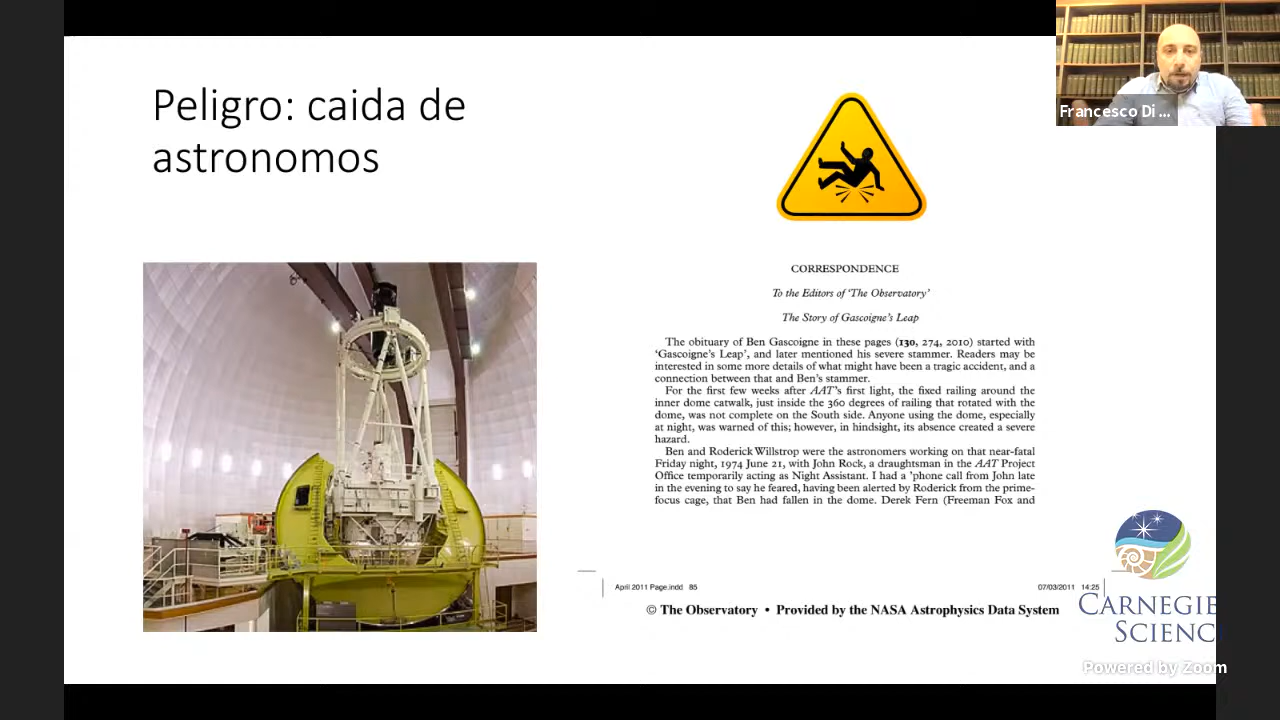 Peligro: caida de
astronomos
Francesco Di ...
CORRESPONDENCE
To the Editors of ‘The Observatory’
The Story of Gascoigne’s Leap
The obituary of Ben Gascoigne in these pages (130, 274, 2010) started with
‘Gascoigne’s Leap’, and later mentioned his severe stammer. Readers may be
interested in some more details of what might have been a tragic accident, and a
connection between that and Ben’s stammer.
For the first few weeks after AAT’s first light, the fixed railing around the
inner dome catwalk, just inside the 360 degrees of railing that rotated with the
dome, was not complete on the South side. Anyone using the dome, especially
at night, was warned of this; however, in hindsight, its absence created a severe
hazard.
Ben and Roderick Willstrop were the astronomers working on that near-fatal
Friday night, 1974 June 21, with John Rock, a draughtsman in the AAT Project
Office temporarily acting as Night Assistant. I had a ’phone call from John late
in the evening to say he feared, having been alerted by Roderick from the prime-
focus cage, that Ben had fallen in the dome. Derek Fern (Freeman Fox and
April 2011 Page.indd 85
07/03/2011 14:25
© The Observatory • Provided by the NASA Astrophysics Data System
CARNEGIE
SCIENC
Powered by Zoom